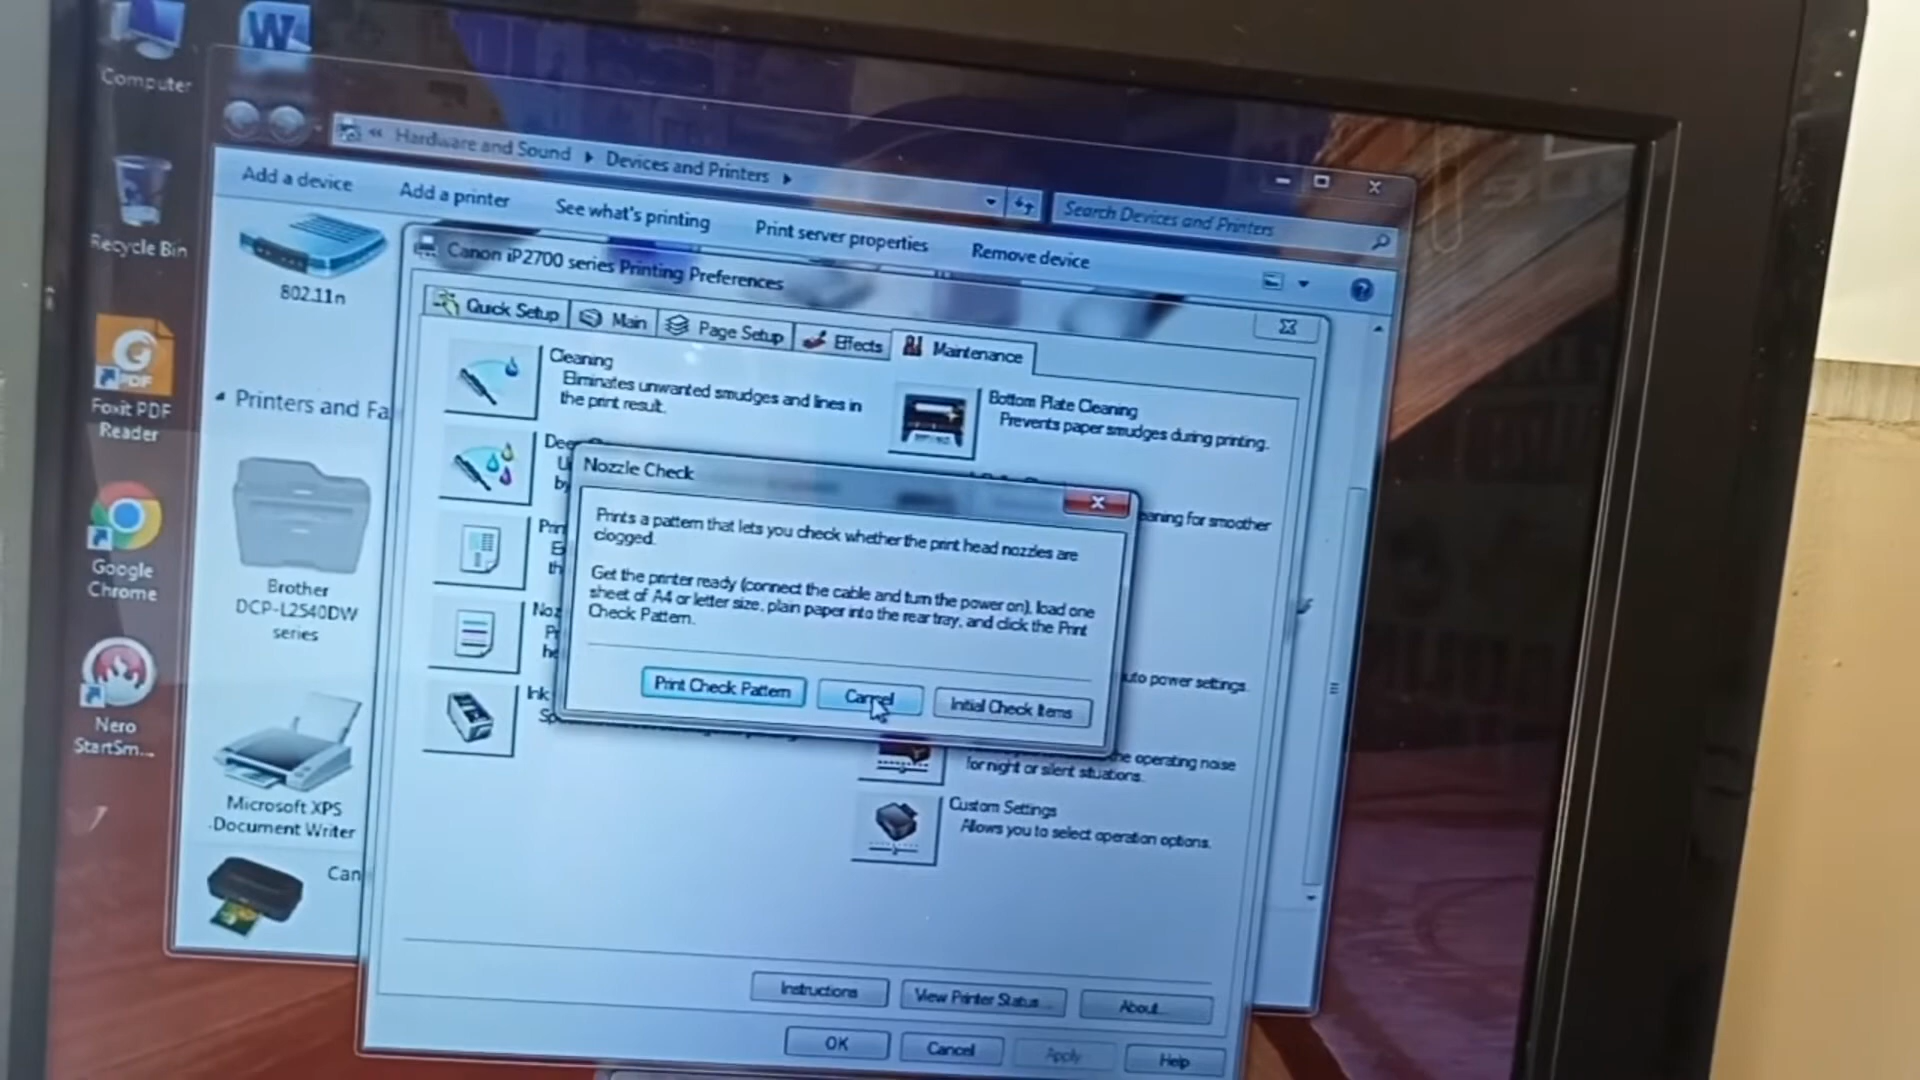 Computer
Recycle Bin
Foxit PDF
Reader
Google
Chrome
Nero
StartSm...
Hardware and Sound
Devices and Printers
Search Devices and Printers
Add a device
Add a printer
See what's printing
Print server properties
Remove device
802.11n
Printers and Fa
Brother
DCP-L2540DW
series
Microsoft XPS
Document Writer
Can
Canon iP2700 series Printing Preferences
Quick Setup
Main
Page Setup
Effects
Maintenance
Cleaning
Eliminates unwanted smudges and lines in
the print result.
Bottom Plate Cleaning
Prevents paper smudges during printing.
eaning for smoother
Nozzle Check
Prints a pattern that lets you check whether the print head nozzles are
clogged.
Get the printer ready (connect the cable and turn the power on), load one
sheet of A4 or letter size, plain paper into the rear tray, and click the Print
Check Pattern.
Print Check Pattern
Cancel
Initial Check Items
Ink
uto power settings.
he operating noise
for night or silent situations.
Custom Settings
Allows you to select operation options.
Instructions
View Printer Status...
About...
OK
Cancel
Apply
Help